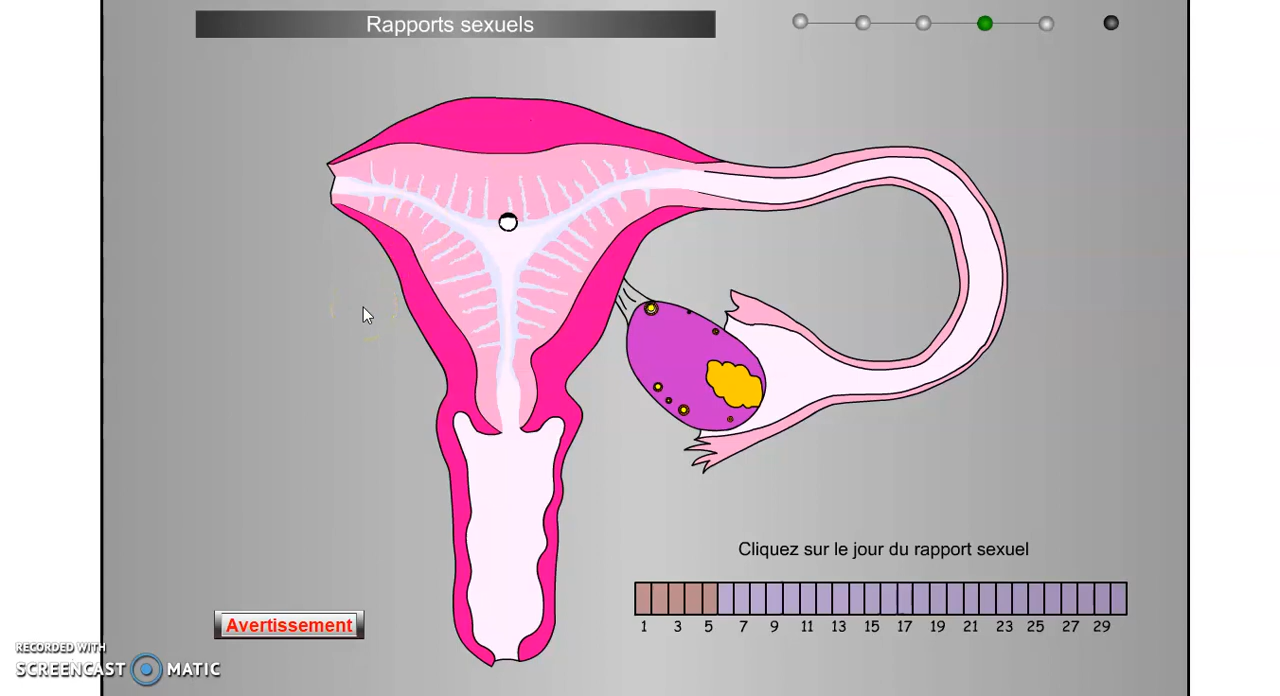 Rapports sexuels
Cliquez sur le jour du rapport sexuel
1 3 5 7 9 11 13 15 17 19 21 23 25 27 29
Avertissement
RECORDED WITH
SCREENCAST MATIC